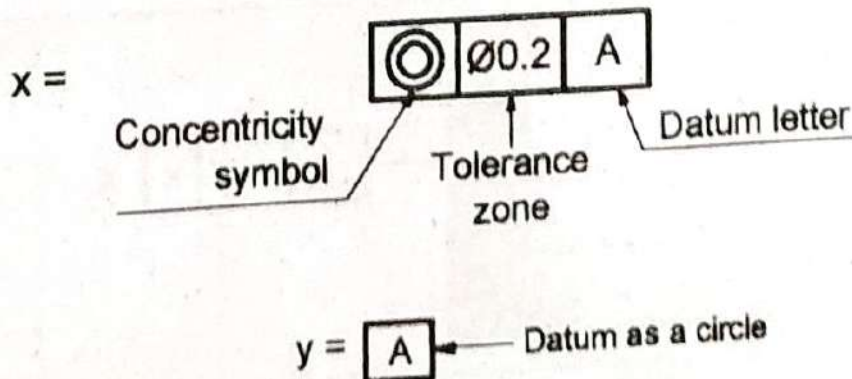 x =
Ø0.2 A
Concentricity
symbol
Tolerance
zone
Datum letter
y = A
Datum as a circle